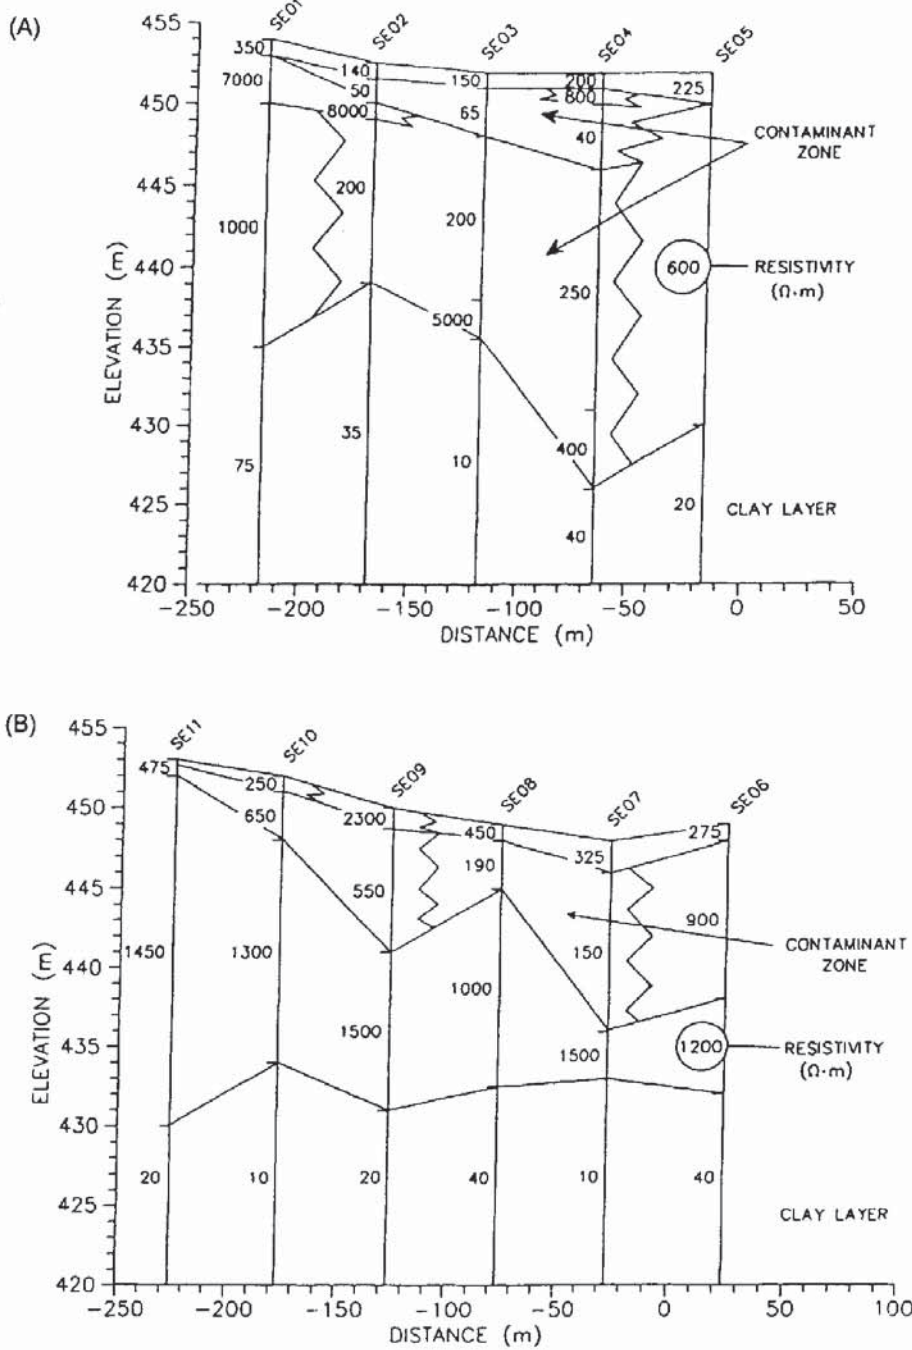 (A)
SE01
SE02
SE03
SE04
SE05
455
450
445
440
435
430
425
420
ELEVATION (m)
350
7000
1000
75
140
50
8000
200
35
150
65
200
5000
10
200
800
40
250
400
40
225
600
20
CONTAMINANT
ZONE
RESISTIVITY
(Ω·m)
CLAY LAYER
-250
-200
-150
-100
-50
0
50
DISTANCE (m)
(B)
SE11
SE10
SE09
SE08
SE07
SE06
455
450
445
440
435
430
425
420
ELEVATION (m)
475
1450
20
250
650
1300
10
2300
550
1500
20
450
190
1000
40
325
150
1500
10
275
900
1200
40
CONTAMINANT
ZONE
RESISTIVITY
(Ω·m)
CLAY LAYER
-250
-200
-150
-100
-50
0
50
100
DISTANCE (m)